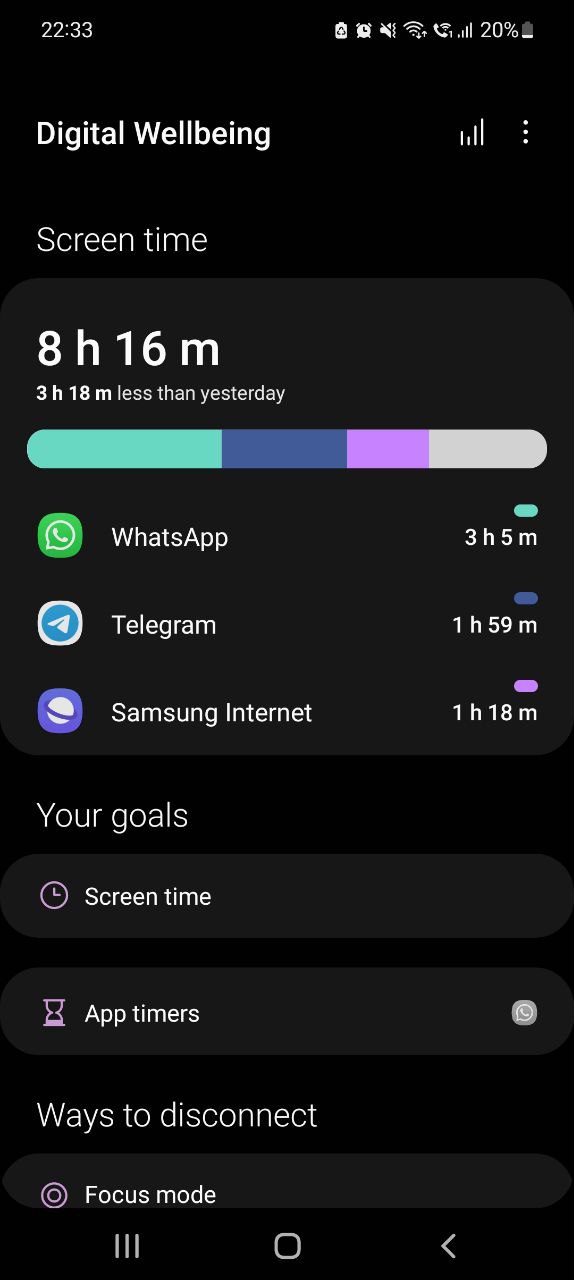 22:33 20%
Digital Wellbeing
Screen time
8 h 16 m
3 h 18 m less than yesterday
WhatsApp 3 h 5 m
Telegram 1 h 59 m
Samsung Internet 1 h 18 m
Your goals
Screen time
App timers
Ways to disconnect
Focus mode